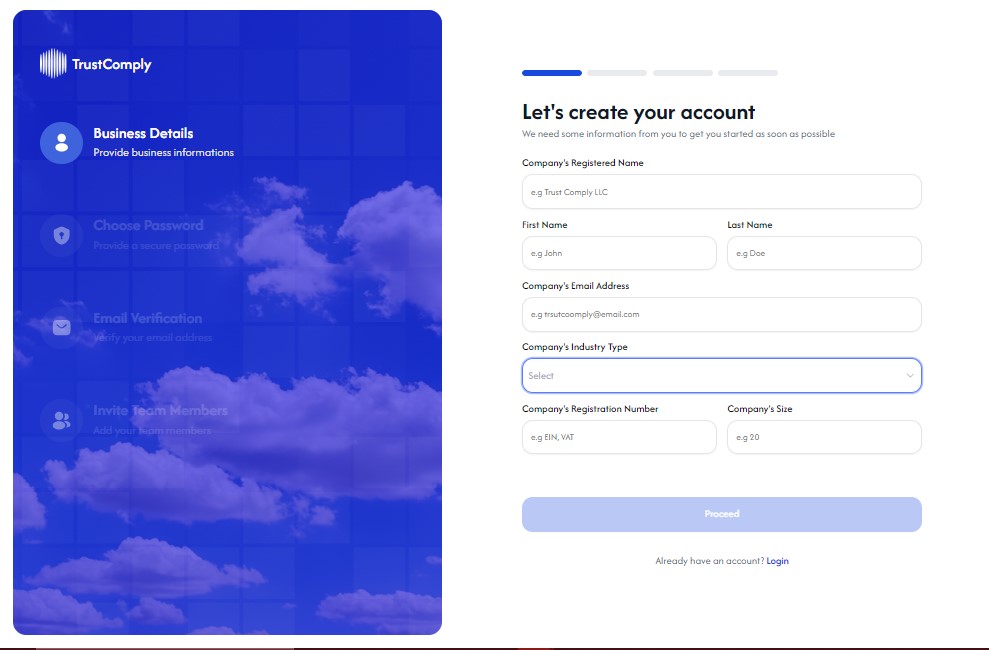 TrustComply
Business Details
Provide business informations
Choose Password
Provide a secure password
Email Verification
Verify your email address
Invite Team Members
Add your team members
Let's create your account
We need some information from you to get you started as soon as possible
Company's Registered Name
e.g Trust Comply LLC
First Name Last Name
e.g John e.g Doe
Company's Email Address
e.g trsutcoomply@email.com
Company's Industry Type
Select
Company's Registration Number Company's Size
e.g EIN, VAT e.g 20
Proceed
Already have an account? Login